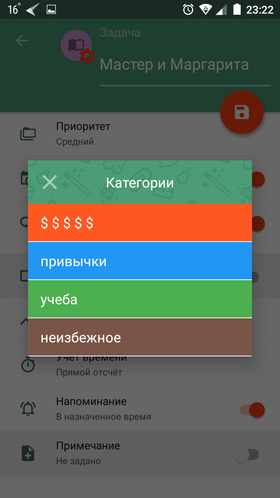 16°
23:22
Задача
Мастер и Маргарита
Приоритет
Средний
Категории
$ $ $ $ $
привычки
учеба
неизбежное
Учет времени
Прямой отсчёт
Напоминание
В назначенное время
Примечание
Не задано